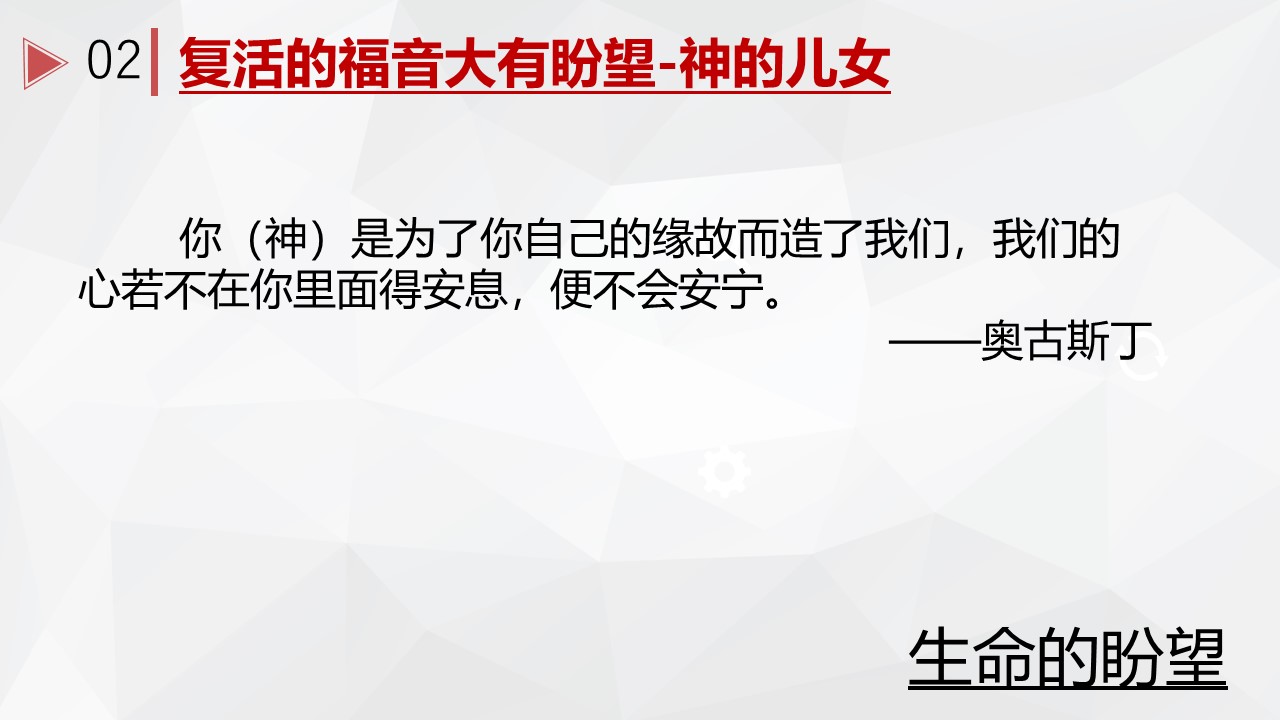 02 复活的福音大有盼望-神的儿女
你（神）是为了你自己的缘故而造了我们，我们的
心若不在你里面得安息，便不会安宁。
——奥古斯丁
生命的盼望